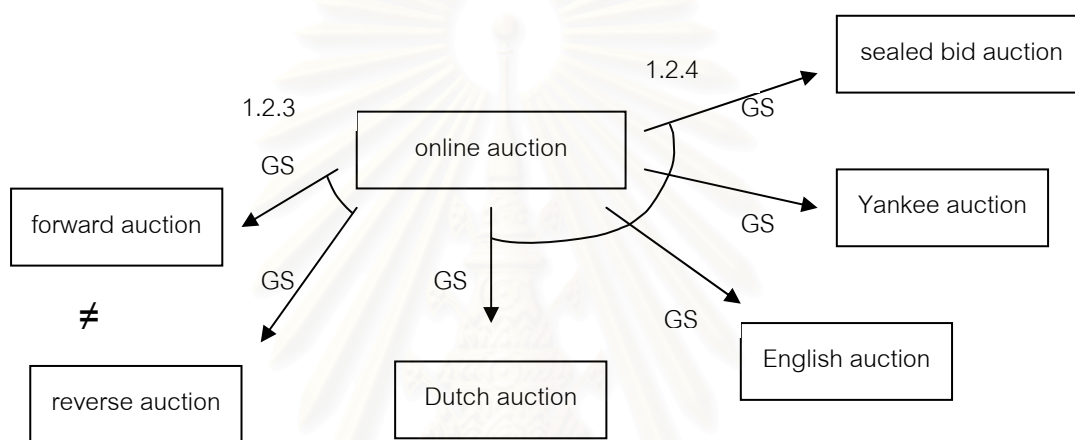 sealed bid auction
1.2.4
GS
1.2.3
online auction
GS
forward auction
Yankee auction
GS
GS
GS
≠
GS
English auction
reverse auction
Dutch auction